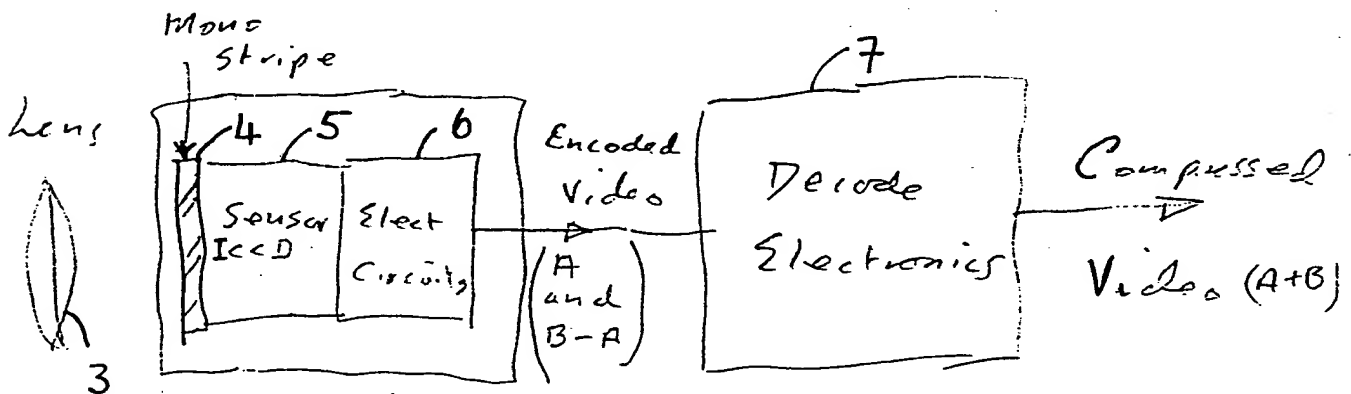 Mono
Stripe
Lens
3
4
5
6
Sensor
ICCD
Elect
Circuits
Encoded
Video
(A
and
B-A)
7
Decode
Electronics
Compressed
Video (A+B)